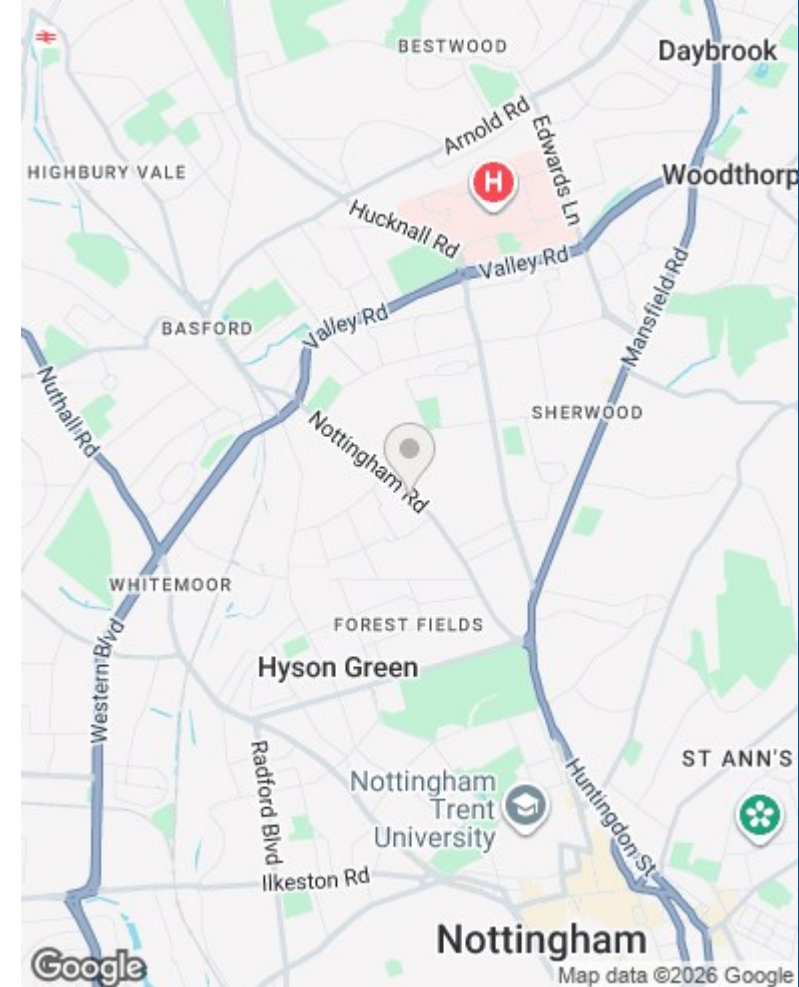 BESTWOOD
Daybrook
Arnold Rd
Edwards Ln
HIGHBURY VALE
H
Woodthorp
Hucknall Rd
Valley Rd
Mansfield Rd
BASFORD
Valley Rd
Nuthall Rd
SHERWOOD
Nottingham Rd
WHITEMOOR
FOREST FIELDS
Western Blvd
Hyson Green
Radford Blvd
Nottingham
Trent
University
Huntingdon St
ST ANN'S
Ilkeston Rd
Nottingham
Google
Map data ©2026 Google